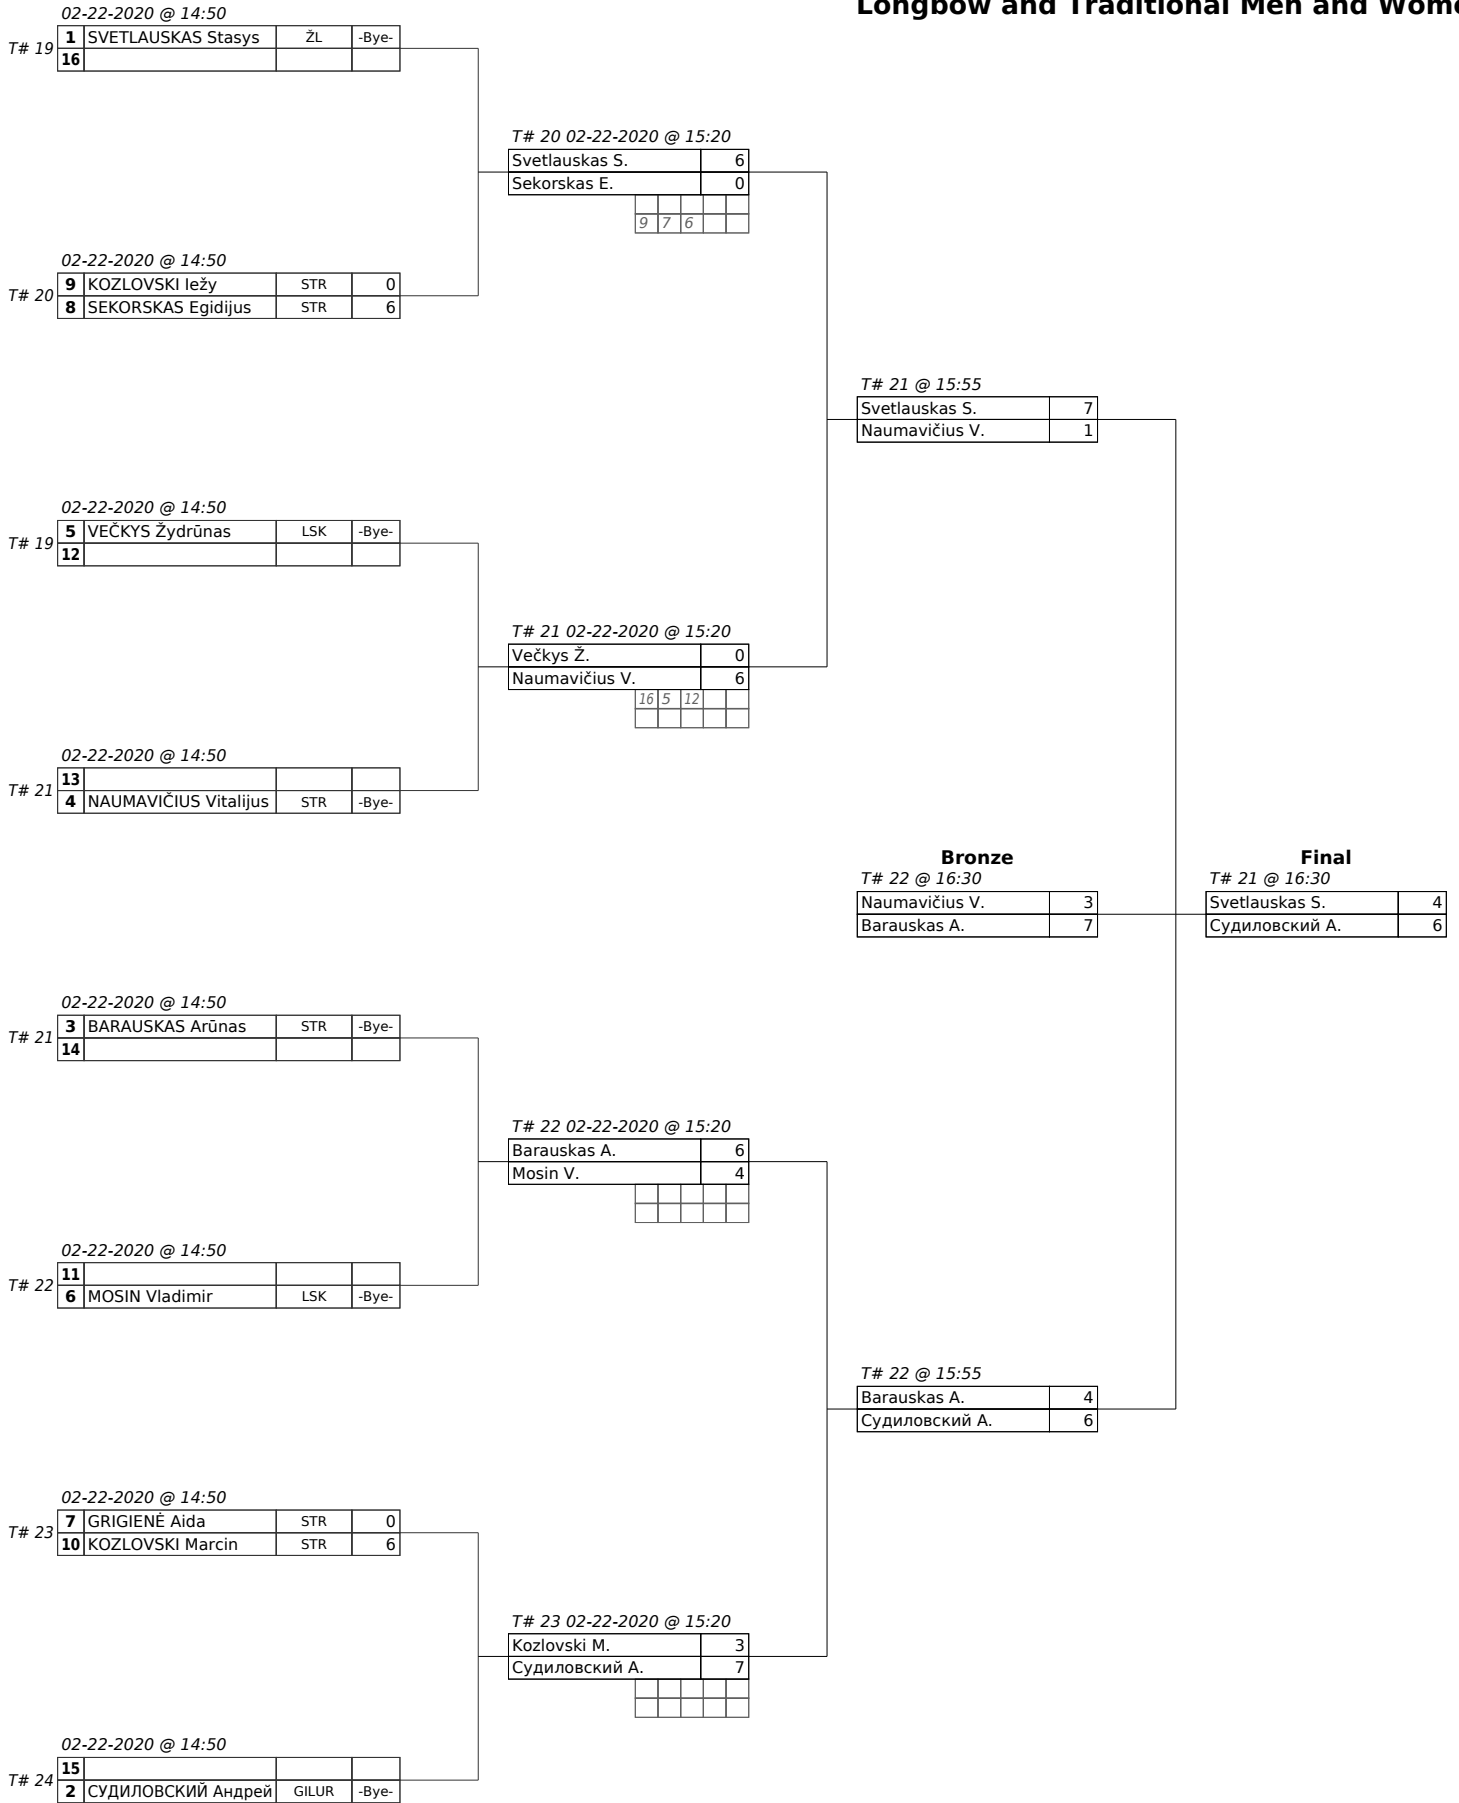 Longbow and Traditional Men and Wome
02-22-2020 @ 14:50
T# 19
1 SVETLAUSKAS Stasys ŽL -Bye-
16
T# 20 02-22-2020 @ 15:20
Svetlauskas S. 6
Sekorskas E. 0
9 7 6
02-22-2020 @ 14:50
T# 20
9 KOZLOVSKI Iežy STR 0
8 SEKORSKAS Egidijus STR 6
T# 21 @ 15:55
Svetlauskas S. 7
Naumavičius V. 1
02-22-2020 @ 14:50
T# 19
5 VEČKYS Žydrūnas LSK -Bye-
12
T# 21 02-22-2020 @ 15:20
Večkys Ž. 0
Naumavičius V. 6
16 5 12
02-22-2020 @ 14:50
T# 21
13
4 NAUMAVIČIUS Vitalijus STR -Bye-
Bronze
T# 22 @ 16:30
Naumavičius V. 3
Barauskas A. 7
Final
T# 21 @ 16:30
Svetlauskas S. 4
Судиловский А. 6
02-22-2020 @ 14:50
T# 21
3 BARAUSKAS Arūnas STR -Bye-
14
T# 22 02-22-2020 @ 15:20
Barauskas A. 6
Mosin V. 4
02-22-2020 @ 14:50
T# 22
11
6 MOSIN Vladimir LSK -Bye-
T# 22 @ 15:55
Barauskas A. 4
Судиловский А. 6
02-22-2020 @ 14:50
T# 23
7 GRIGIENĖ Aida STR 0
10 KOZLOVSKI Marcin STR 6
T# 23 02-22-2020 @ 15:20
Kozlovski M. 3
Судиловский А. 7
02-22-2020 @ 14:50
T# 24
15
2 СУДИЛОВСКИЙ Андрей GILUR -Bye-